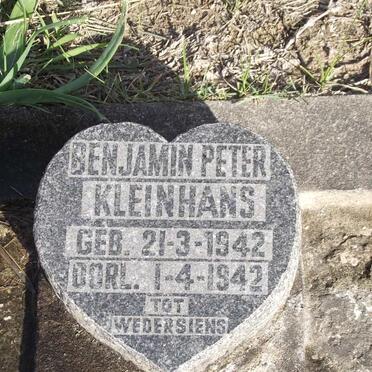 BENJAMIN PETER
KLEINHANS
GEB. 21-3-1942
OORL. 1-4-1942
TOT
WEDERSIENS